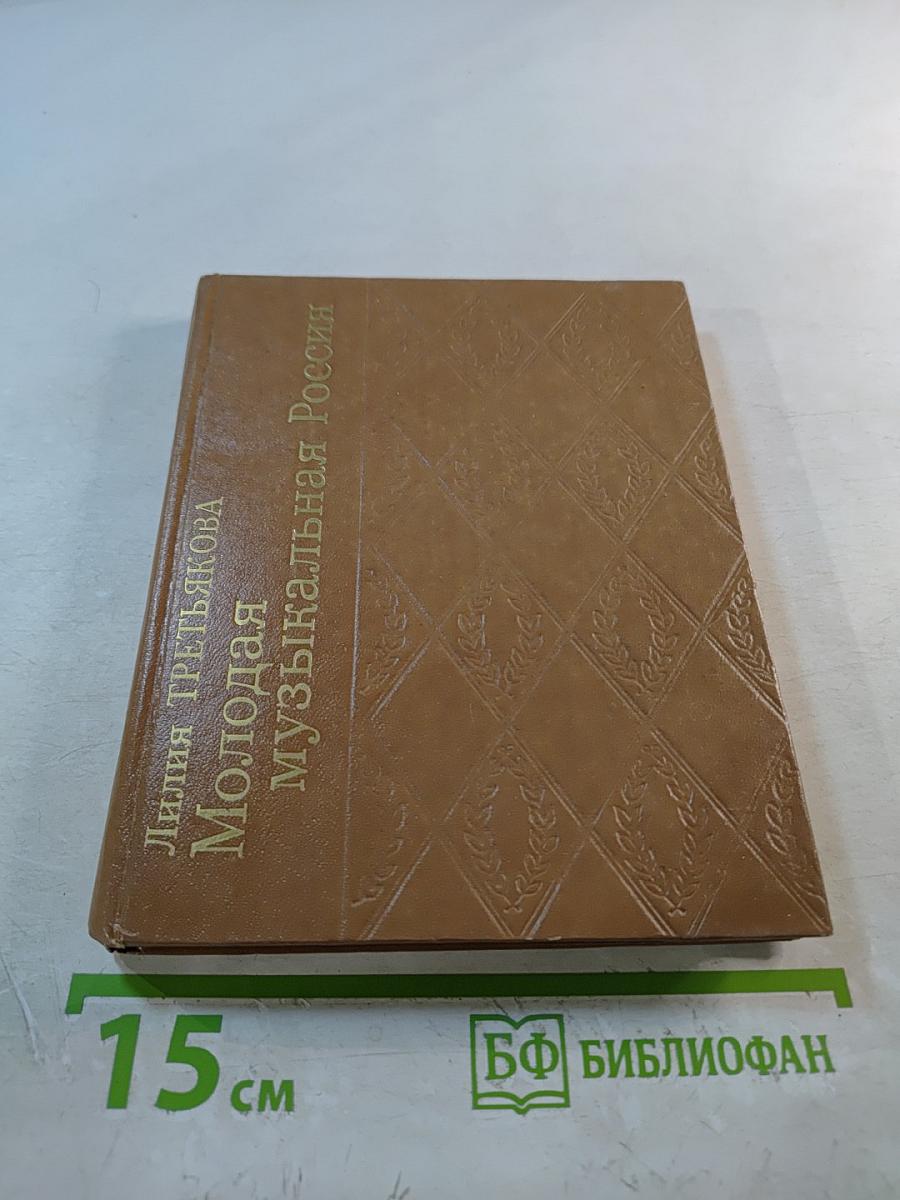 Лилия ТРЕТЬЯКОВА
Молодая
музыкальная Россия
15 см
БФ БИБЛИОФАН